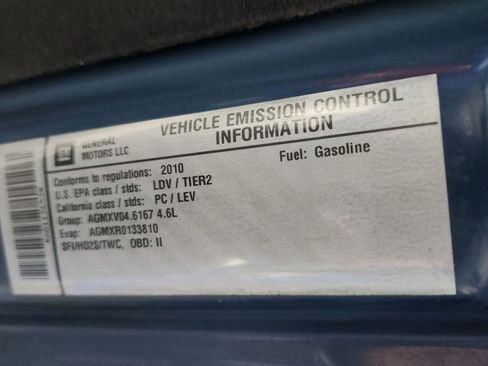 GM
GENERAL
MOTORS LLC
VEHICLE EMISSION CONTROL
INFORMATION
Conforms to regulations: 2010
Fuel: Gasoline
U.S. EPA class / stds: LDV / TIER2
California class / stds: PC / LEV
Group: AGMXV04.6167 4.6L
Evap: AGMXR0133810
SFI/HO2S/TWC, OBD: II